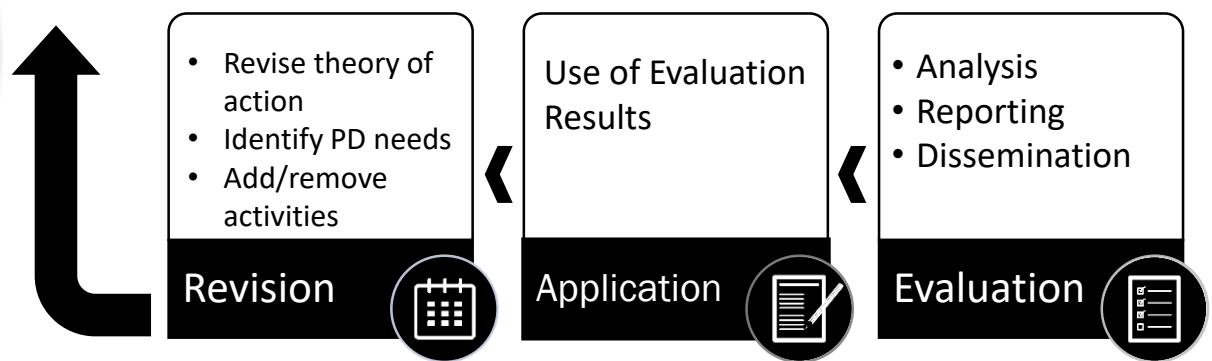 • Revise theory of
action
• Identify PD needs
• Add/remove
activities
Revision
Use of Evaluation
Results
Application
• Analysis
• Reporting
• Dissemination
Evaluation